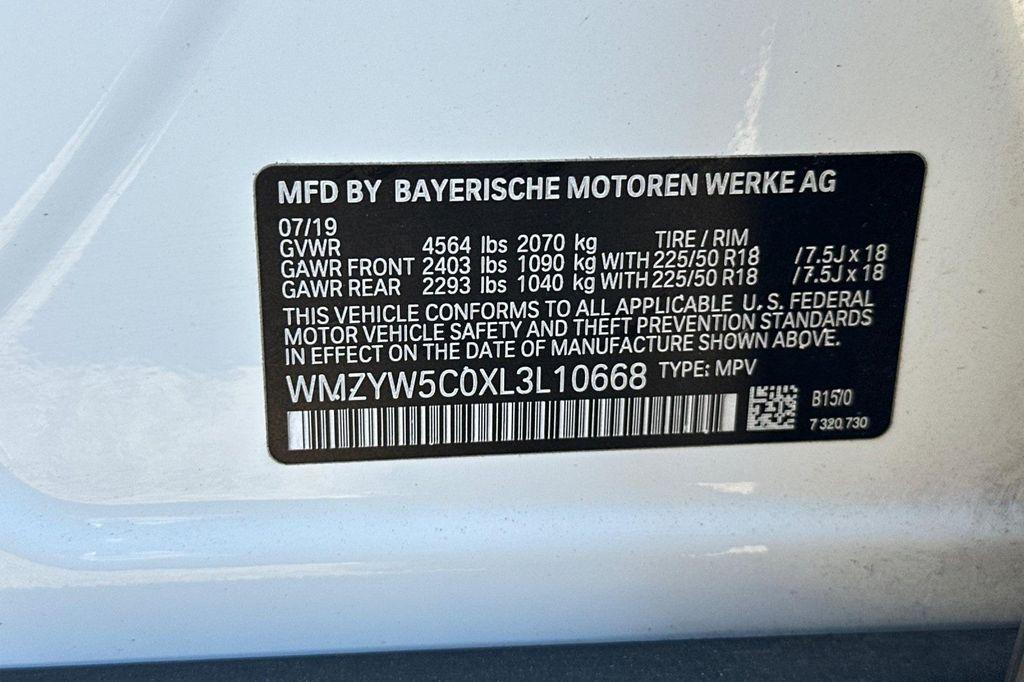 MFD BY BAYERISCHE MOTOREN WERKE AG
07/19 TIRE / RIM
GVWR 4564 lbs 2070 kg
GAWR FRONT 2403 lbs 1090 kg WITH 225/50 R18 /7.5J x 18
GAWR REAR 2293 lbs 1040 kg WITH 225/50 R18 /7.5J x 18
THIS VEHICLE CONFORMS TO ALL APPLICABLE U. S. FEDERAL
MOTOR VEHICLE SAFETY AND THEFT PREVENTION STANDARDS
IN EFFECT ON THE DATE OF MANUFACTURE SHOWN ABOVE.
WMZYW5C0XL3L10668 TYPE: MPV
B15/0
7 320 730